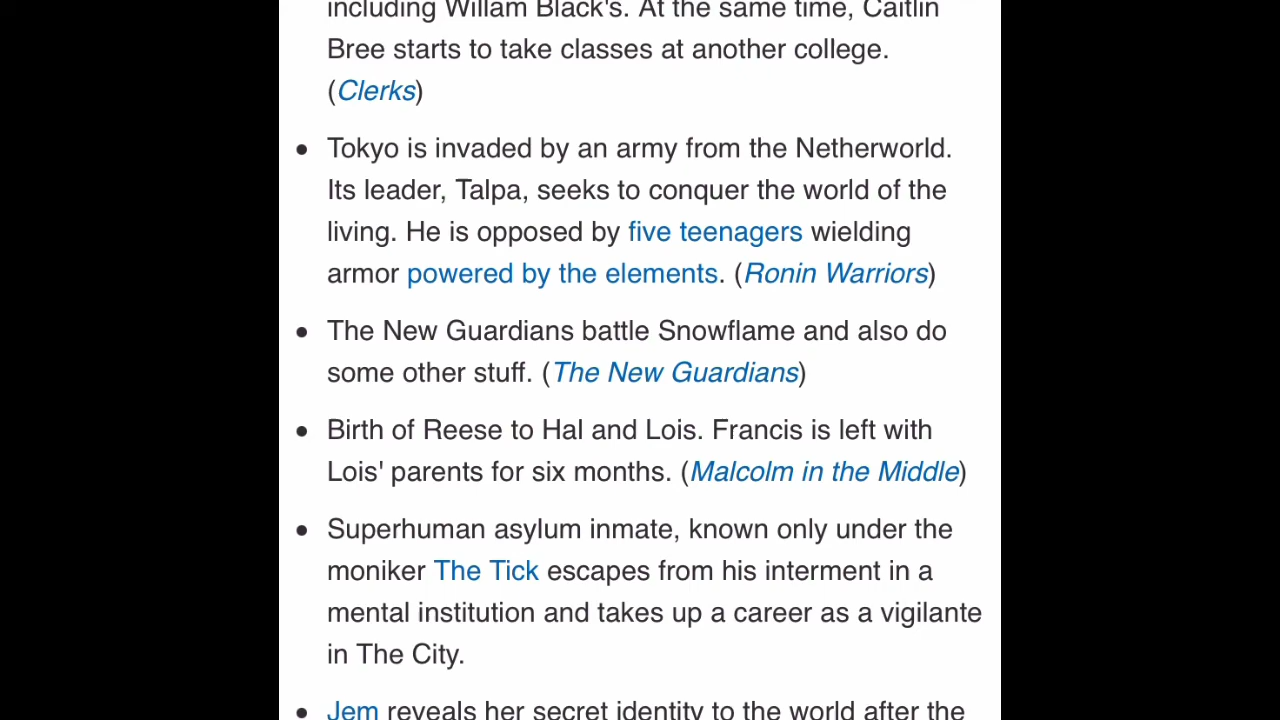 including Willam Black's. At the same time, Caitlin
Bree starts to take classes at another college.
(Clerks)
• Tokyo is invaded by an army from the Netherworld.
Its leader, Talpa, seeks to conquer the world of the
living. He is opposed by five teenagers wielding
armor powered by the elements. (Ronin Warriors)
• The New Guardians battle Snowflame and also do
some other stuff. (The New Guardians)
• Birth of Reese to Hal and Lois. Francis is left with
Lois' parents for six months. (Malcolm in the Middle)
• Superhuman asylum inmate, known only under the
moniker The Tick escapes from his interment in a
mental institution and takes up a career as a vigilante
in The City.
• Jem reveals her secret identity to the world after the